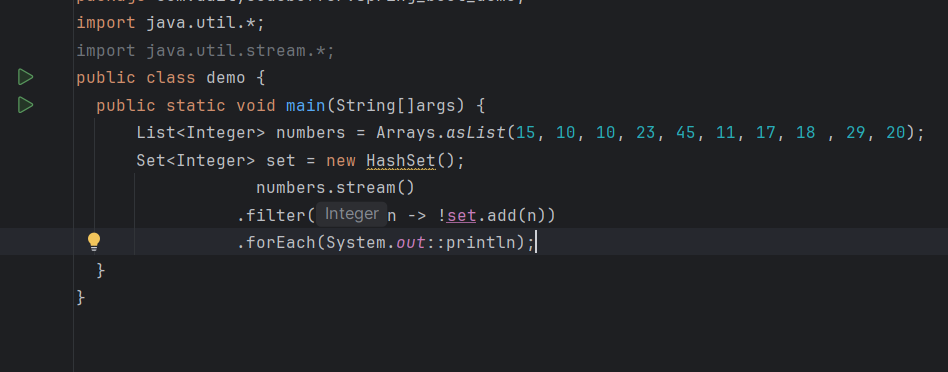 import java.util.*;
import java.util.stream.*;
public class demo {
public static void main(String[]args) {
List<Integer> numbers = Arrays.asList(15, 10, 10, 23, 45, 11, 17, 18 , 29, 20);
Set<Integer> set = new HashSet();
numbers.stream()
.filter( Integer n -> !set.add(n))
.forEach(System.out::println);
}
}